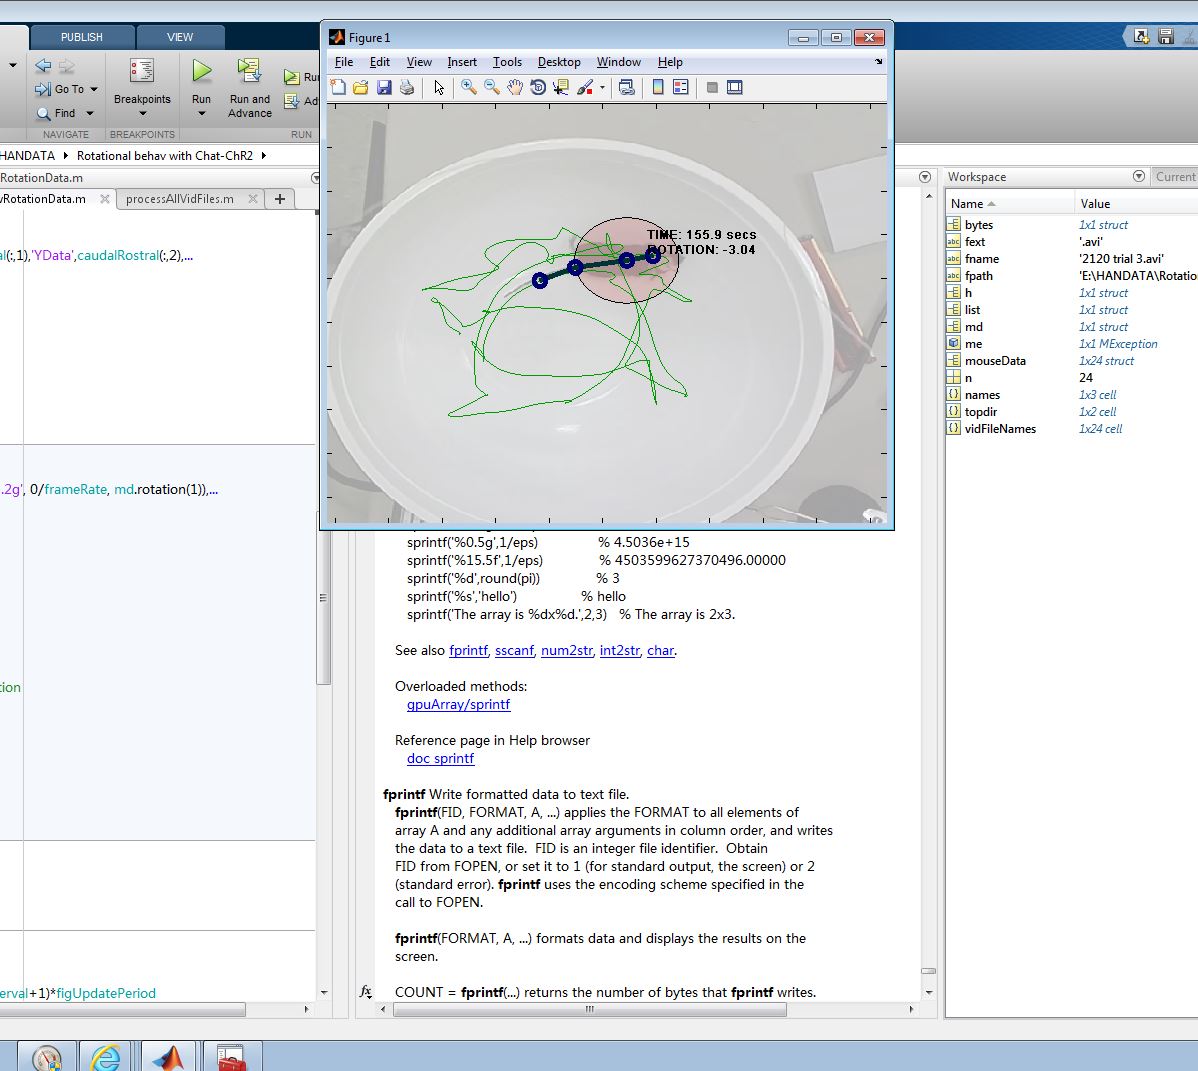 PUBLISH
VIEW
Go To
Find
Breakpoints
Run
Run and
Advance
NAVIGATE
BREAKPOINTS
RUN
HANDATA
Rotational behav with Chat-ChR2
RotationData.m
vRotationData.m
processAllVidFiles.m
al(:,1),'YData',caudalRostral(:,2),...
.2g', 0/frameRate, md.rotation(1)),...
tion
erval+1)*figUpdatePeriod
Figure 1
File Edit View Insert Tools Desktop Window Help
TIME: 155.9 secs
ROTATION: -3.04
sprintf('%0.5g',1/eps) % 4.5036e+15
sprintf('%15.5f',1/eps) % 4503599627370496.00000
sprintf('%d',round(pi)) % 3
sprintf('%s','hello') % hello
sprintf('The array is %dx%d.',2,3) % The array is 2x3.
See also fprintf, sscanf, num2str, int2str, char.
Overloaded methods:
gpuArray/sprintf
Reference page in Help browser
doc sprintf
fprintf Write formatted data to text file.
fprintf(FID, FORMAT, A, ...) applies the FORMAT to all elements of
array A and any additional array arguments in column order, and writes
the data to a text file. FID is an integer file identifier. Obtain
FID from FOPEN, or set it to 1 (for standard output, the screen) or 2
(standard error). fprintf uses the encoding scheme specified in the
call to FOPEN.
fprintf(FORMAT, A, ...) formats data and displays the results on the
screen.
fx COUNT = fprintf(...) returns the number of bytes that fprintf writes.
Workspace
Current
Name Value
bytes 1x1 struct
fext '.avi'
fname '2120 trial 3.avi'
fpath 'E:\HANDATA\Rotatio
h 1x1 struct
list 1x1 struct
md 1x1 struct
me 1x1 MException
mouseData 1x24 struct
n 24
names 1x3 cell
topdir 1x2 cell
vidFileNames 1x24 cell